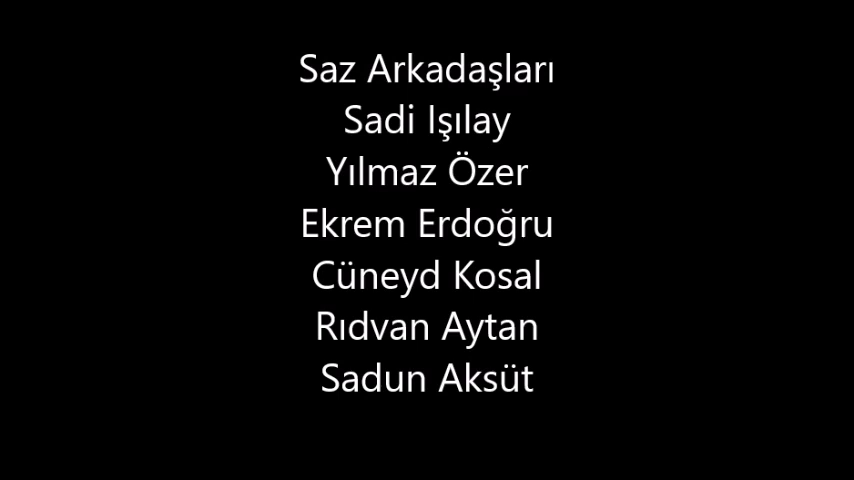 Saz Arkadaşları
Sadi Işılay
Yılmaz Özer
Ekrem Erdoğru
Cüneyd Kosal
Rıdvan Aytan
Sadun Aksüt